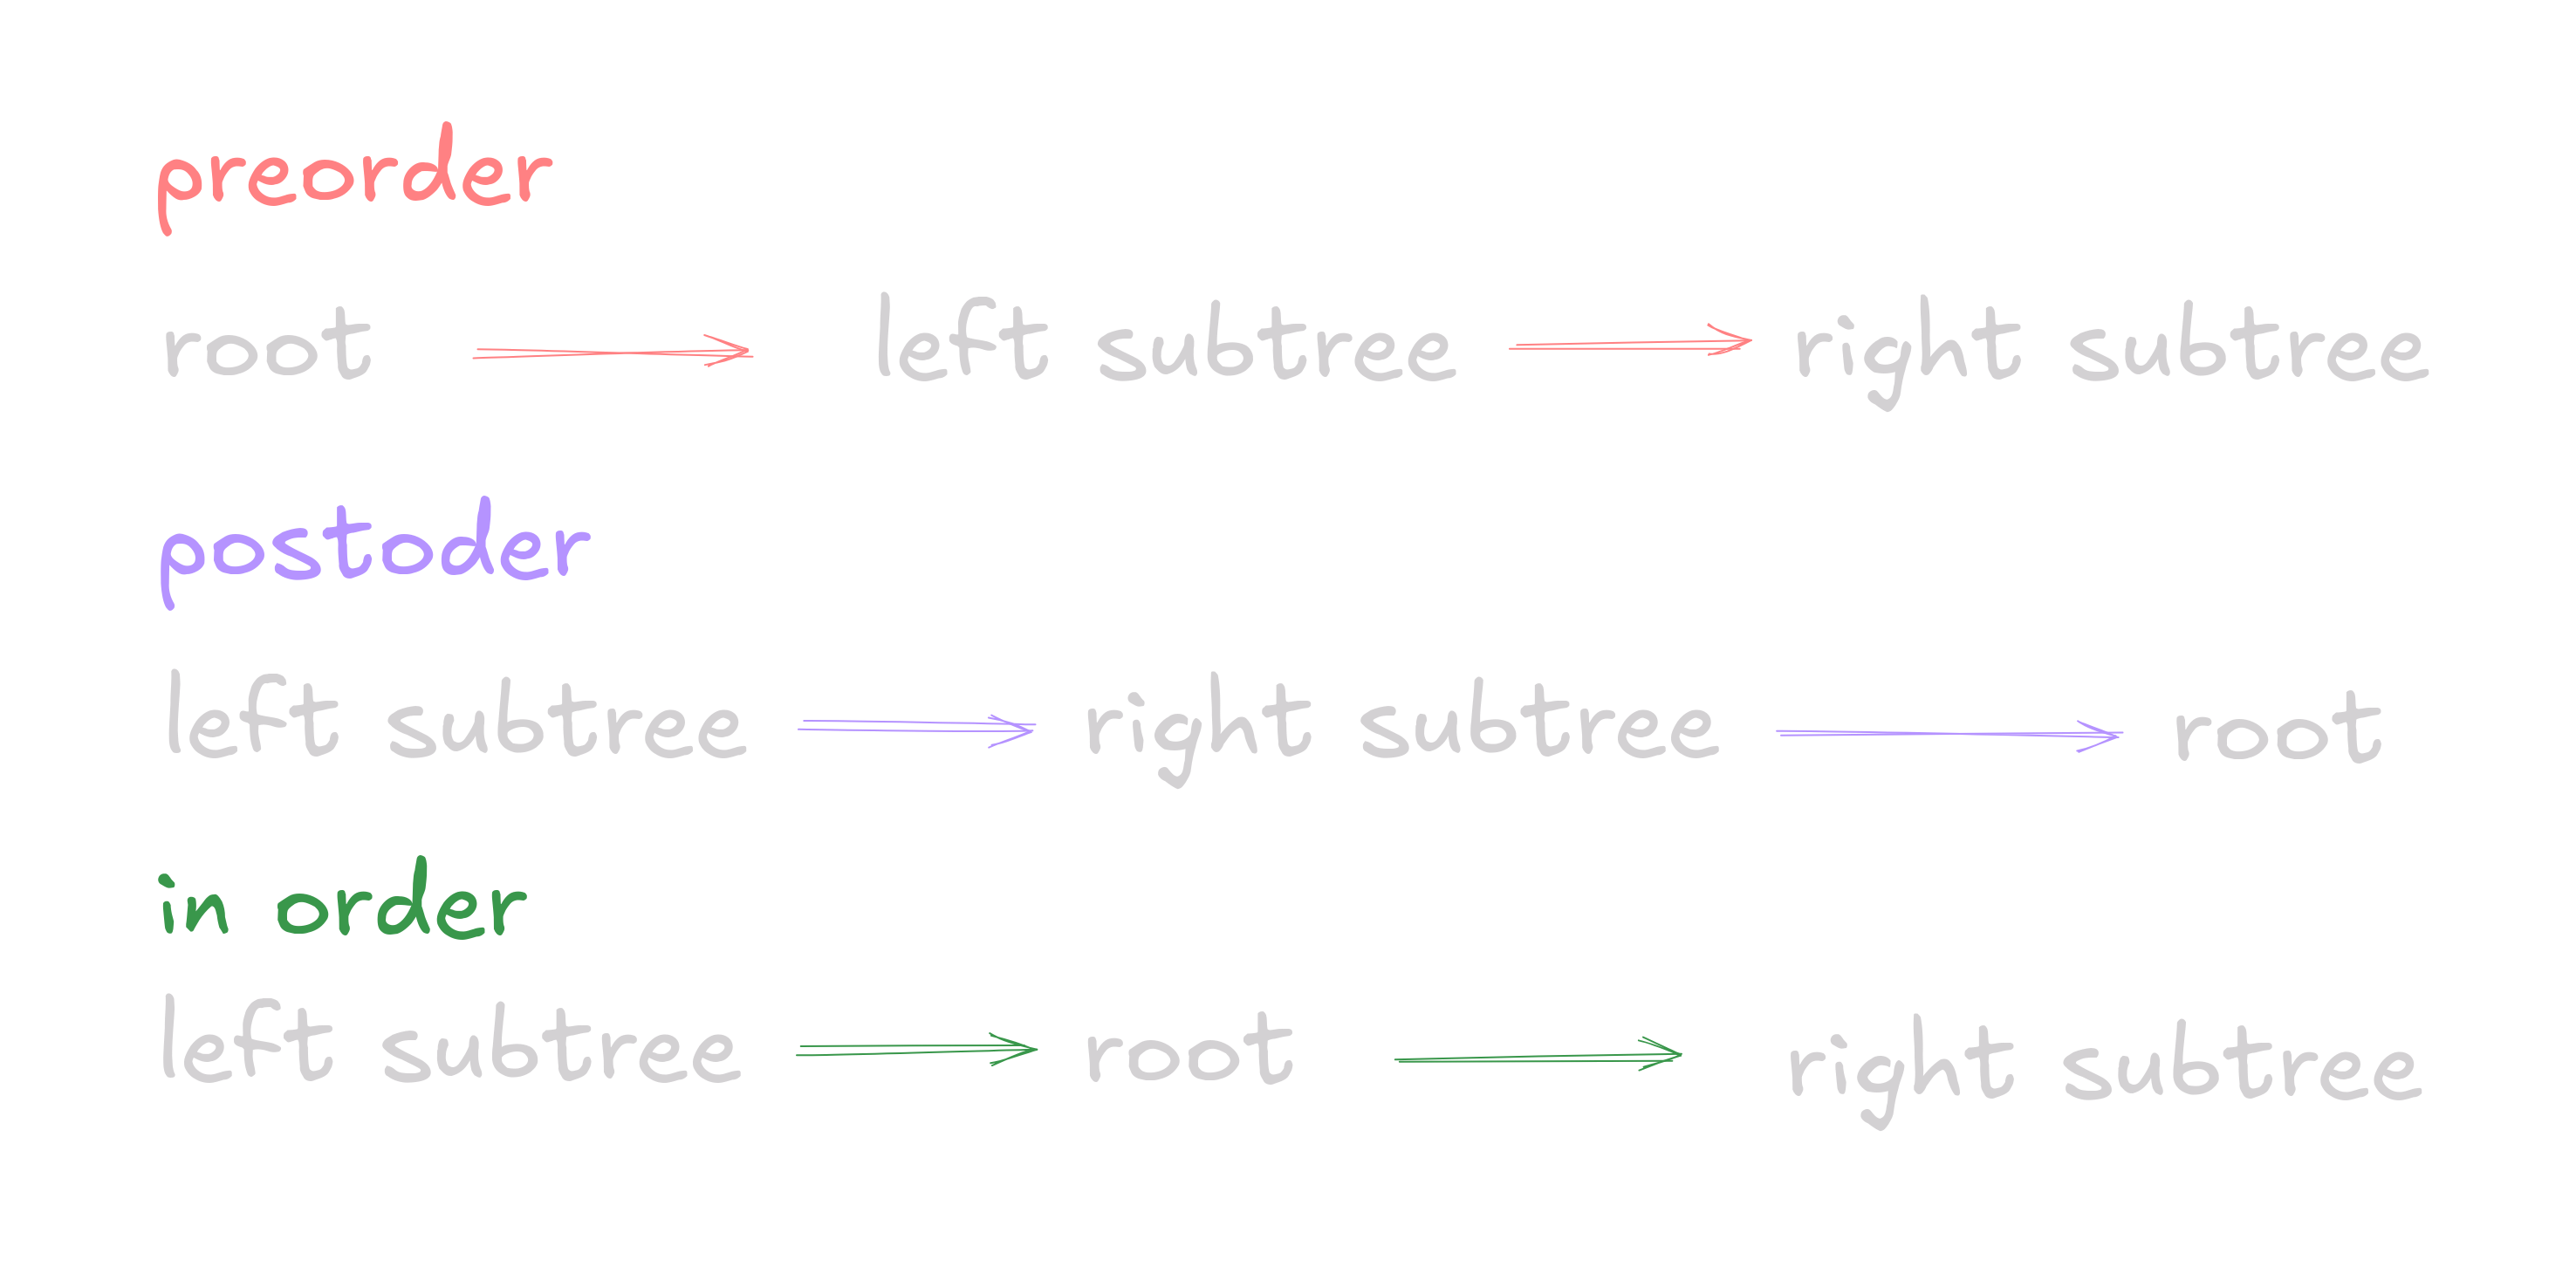 preorder
root left subtree right subtree
postoder
left subtree right subtree root
in order
left subtree root right subtree